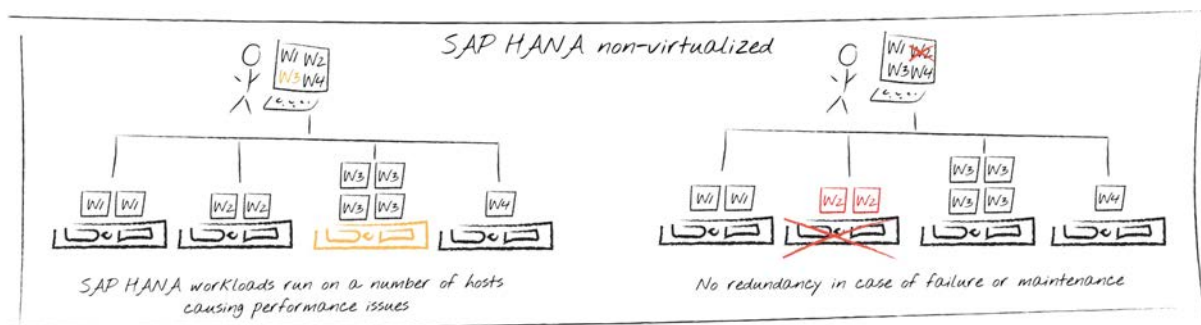 SAP HANA non-virtualized
W1 W2
W3 W4
W1 W1
W2 W2
W3 W3
W3 W3
W4
SAP HANA workloads run on a number of hosts
causing performance issues
W1 W2
W3 W4
W1 W1
W2 W2
W3 W3
W3 W3
W4
No redundancy in case of failure or maintenance